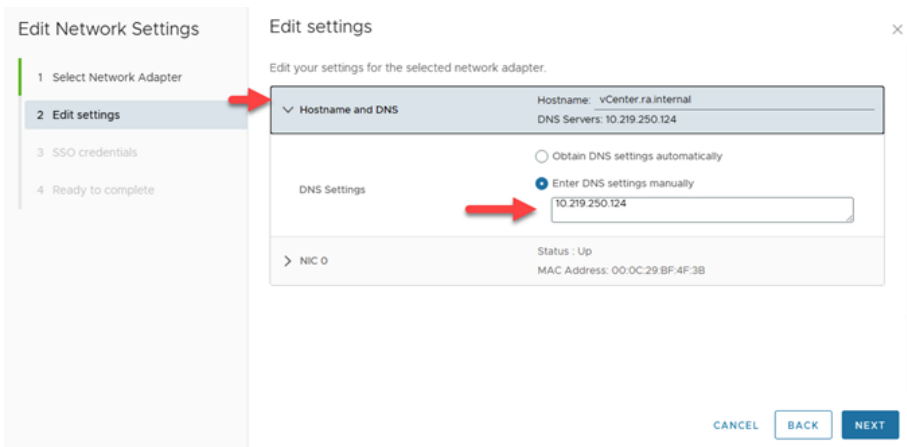 Edit Network Settings
1 Select Network Adapter
2 Edit settings
3 SSO credentials
4 Ready to complete
Edit settings
Edit your settings for the selected network adapter.
Hostname and DNS
Hostname: vCenter.ra.internal
DNS Servers: 10.219.250.124
DNS Settings
Obtain DNS settings automatically
Enter DNS settings manually
10.219.250.124
NIC 0
Status : Up
MAC Address: 00:0C:29:BF:4F:3B
CANCEL
BACK
NEXT